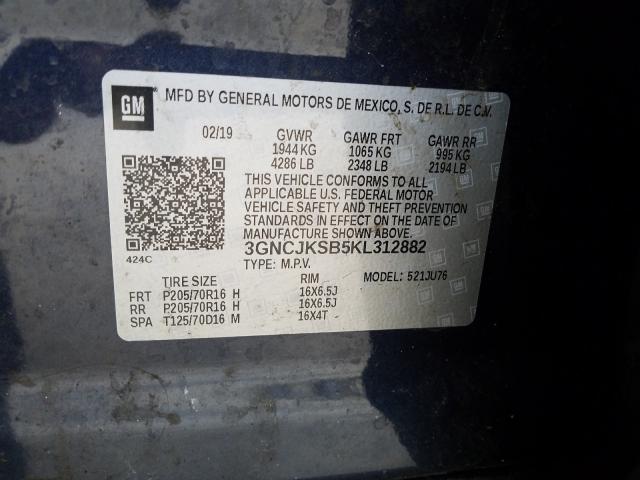 GM MFD BY GENERAL MOTORS DE MEXICO, S. DE R.L. DE C.V.
02/19 GVWR GAWR FRT GAWR RR
1944 KG 1065 KG 995 KG
4286 LB 2348 LB 2194 LB
THIS VEHICLE CONFORMS TO ALL
APPLICABLE U.S. FEDERAL MOTOR
VEHICLE SAFETY AND THEFT PREVENTION
STANDARDS IN EFFECT ON THE DATE OF
MANUFACTURE SHOWN ABOVE.
424C 3GNCJKSB5KL312882
TYPE: M.P.V. MODEL: 521JU76
TIRE SIZE RIM
FRT P205/70R16 H 16X6.5J
RR P205/70R16 H 16X6.5J
SPA T125/70D16 M 16X4T